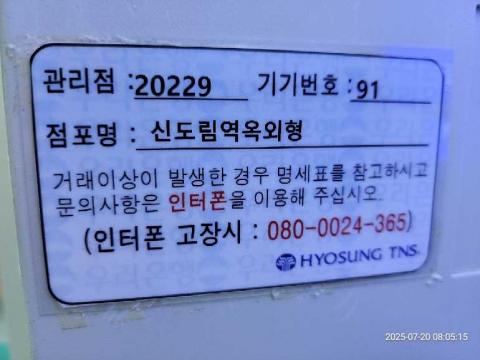 관리점 : 20229 기기번호 : 91
점포명 : 신도림역옥외형
거래이상이 발생한 경우 명세표를 참고하시고
문의사항은 인터폰을 이용해 주십시오.
(인터폰 고장시 : 080-0024-365)
HYOSUNG TNS
2025-07-20 08:05:15